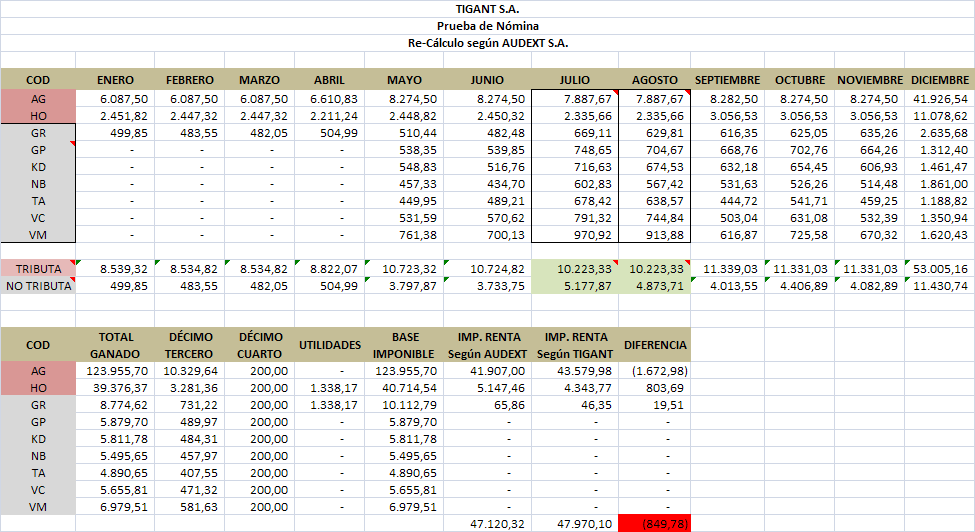 TIGANT S.A.
Prueba de Nómina
Re-Cálculo según AUDEXT S.A.
COD ENERO FEBRERO MARZO ABRIL MAYO JUNIO JULIO AGOSTO SEPTIEMBRE OCTUBRE NOVIEMBRE DICIEMBRE
AG 6.087,50 6.087,50 6.087,50 6.610,83 8.274,50 8.274,50 7.887,67 7.887,67 8.282,50 8.274,50 8.274,50 41.926,54
HO 2.451,82 2.447,32 2.447,32 2.211,24 2.448,82 2.450,32 2.335,66 2.335,66 3.056,53 3.056,53 3.056,53 11.078,62
GR 499,85 483,55 482,05 504,99 510,44 482,48 669,11 629,81 616,35 625,05 635,26 2.635,68
GP - - - - 538,35 539,85 748,65 704,67 668,76 702,76 664,26 1.312,40
KD - - - - 548,83 516,76 716,63 674,53 632,18 654,45 606,93 1.461,47
NB - - - - 457,33 434,70 602,83 567,42 531,63 526,26 514,48 1.861,00
TA - - - - 449,95 489,21 678,42 638,57 444,72 541,71 459,25 1.188,82
VC - - - - 531,59 570,62 791,32 744,84 503,04 631,08 532,39 1.350,94
VM - - - - 761,38 700,13 970,92 913,88 616,87 725,58 670,32 1.620,43
TRIBUTA 8.539,32 8.534,82 8.534,82 8.822,07 10.723,32 10.724,82 10.223,33 10.223,33 11.339,03 11.331,03 11.331,03 53.005,16
NO TRIBUTA 499,85 483,55 482,05 504,99 3.797,87 3.733,75 5.177,87 4.873,71 4.013,55 4.406,89 4.082,89 11.430,74
COD TOTAL GANADO DÉCIMO TERCERO DÉCIMO CUARTO UTILIDADES BASE IMPONIBLE IMP. RENTA Según AUDEXT IMP. RENTA Según TIGANT DIFERENCIA
AG 123.955,70 10.329,64 200,00 - 123.955,70 41.907,00 43.579,98 (1.672,98)
HO 39.376,37 3.281,36 200,00 1.338,17 40.714,54 5.147,46 4.343,77 803,69
GR 8.774,62 731,22 200,00 1.338,17 10.112,79 65,86 46,35 19,51
GP 5.879,70 489,97 200,00 - 5.879,70 - - -
KD 5.811,78 484,31 200,00 - 5.811,78 - - -
NB 5.495,65 457,97 200,00 - 5.495,65 - - -
TA 4.890,65 407,55 200,00 - 4.890,65 - - -
VC 5.655,81 471,32 200,00 - 5.655,81 - - -
VM 6.979,51 581,63 200,00 - 6.979,51 - - -
47.120,32 47.970,10 (849,78)